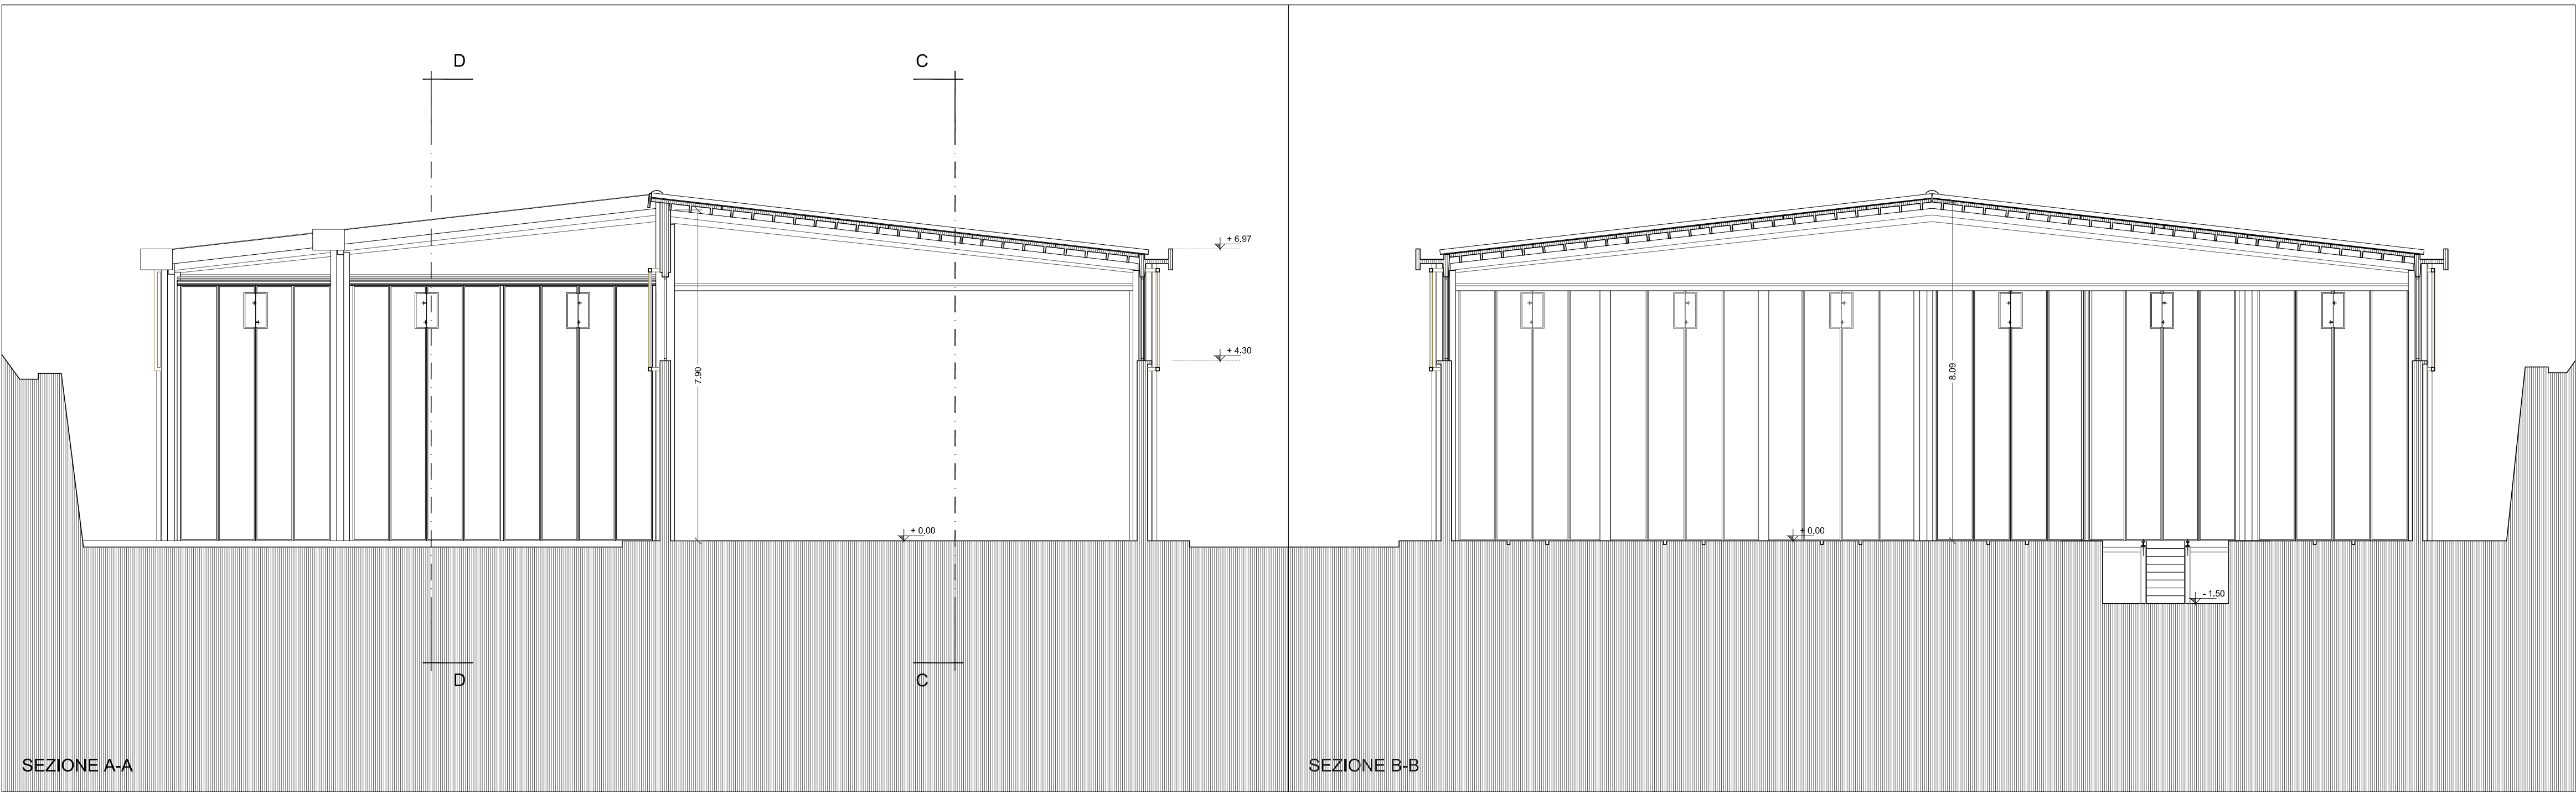 D
C
+ 6.97
+ 4.30
7.90
8.09
+ 0.00
+ 0.00
- 1.50
D
C
SEZIONE A-A
SEZIONE B-B